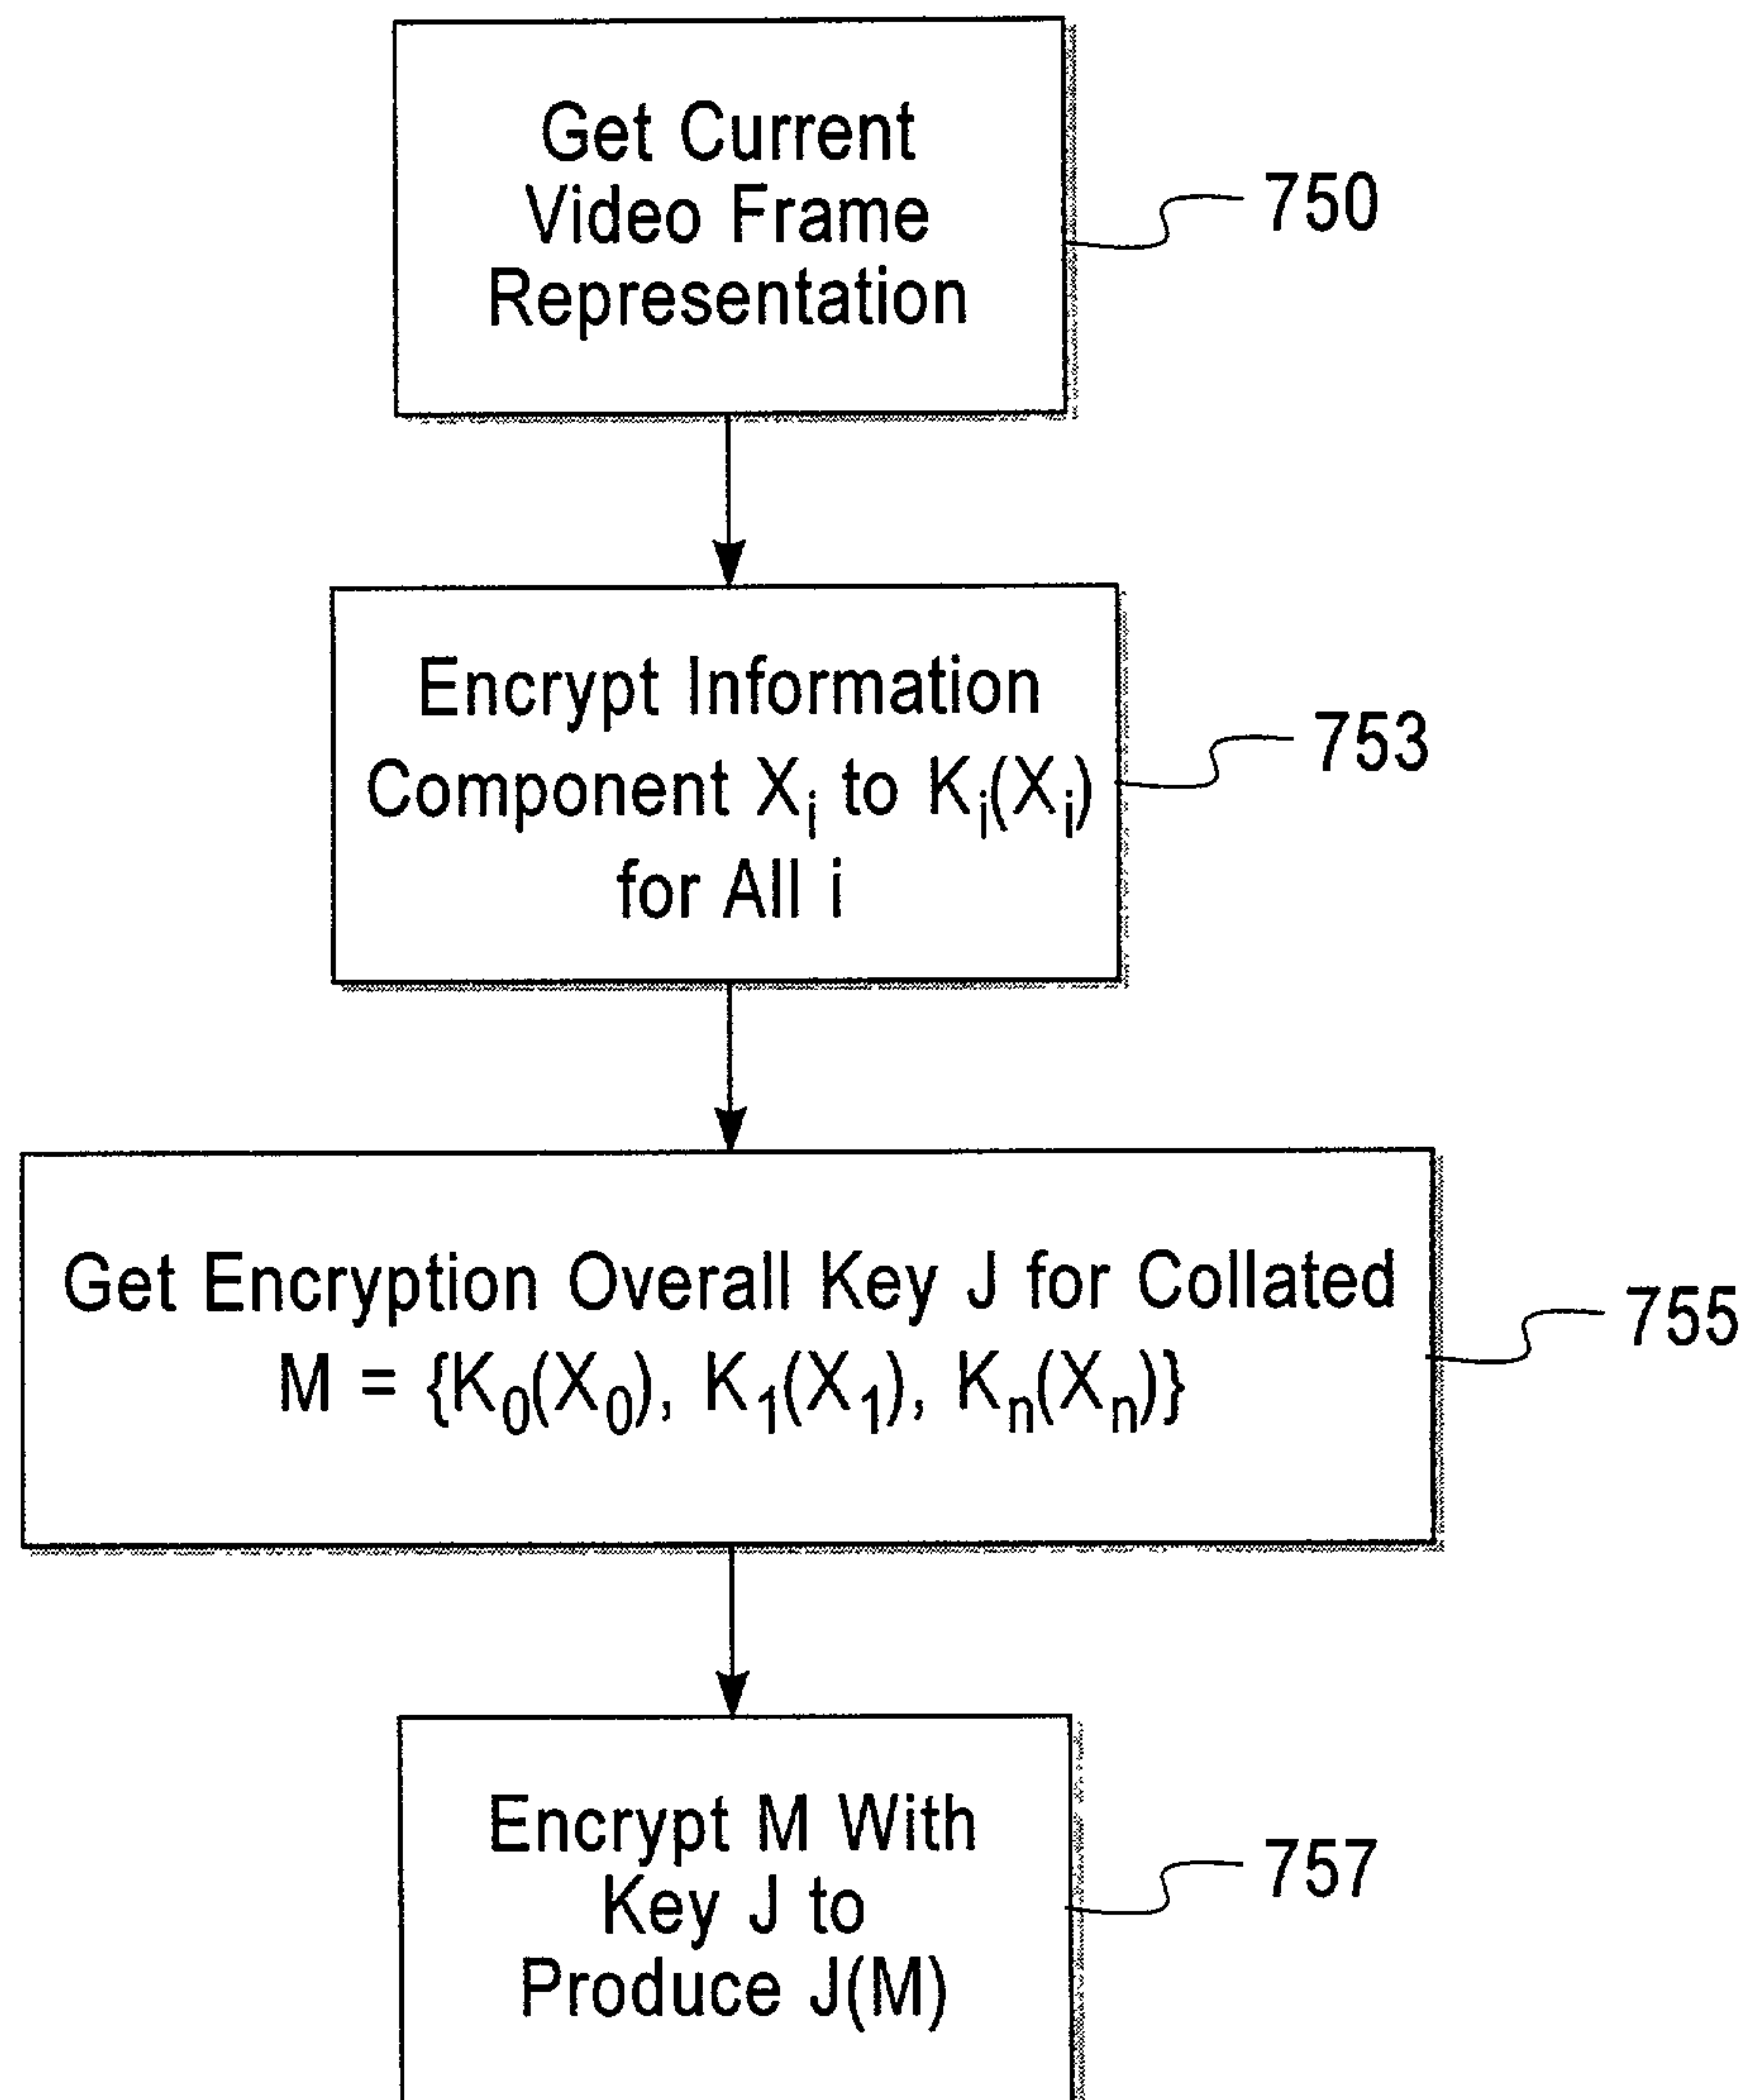 Get Current
Video Frame
Representation
750
Encrypt Information
Component Xᵢ to Kᵢ(Xᵢ)
for All i
753
Get Encryption Overall Key J for Collated
M = {K₀(X₀), K₁(X₁), Kₙ(Xₙ)}
755
Encrypt M With
Key J to
Produce J(M)
757